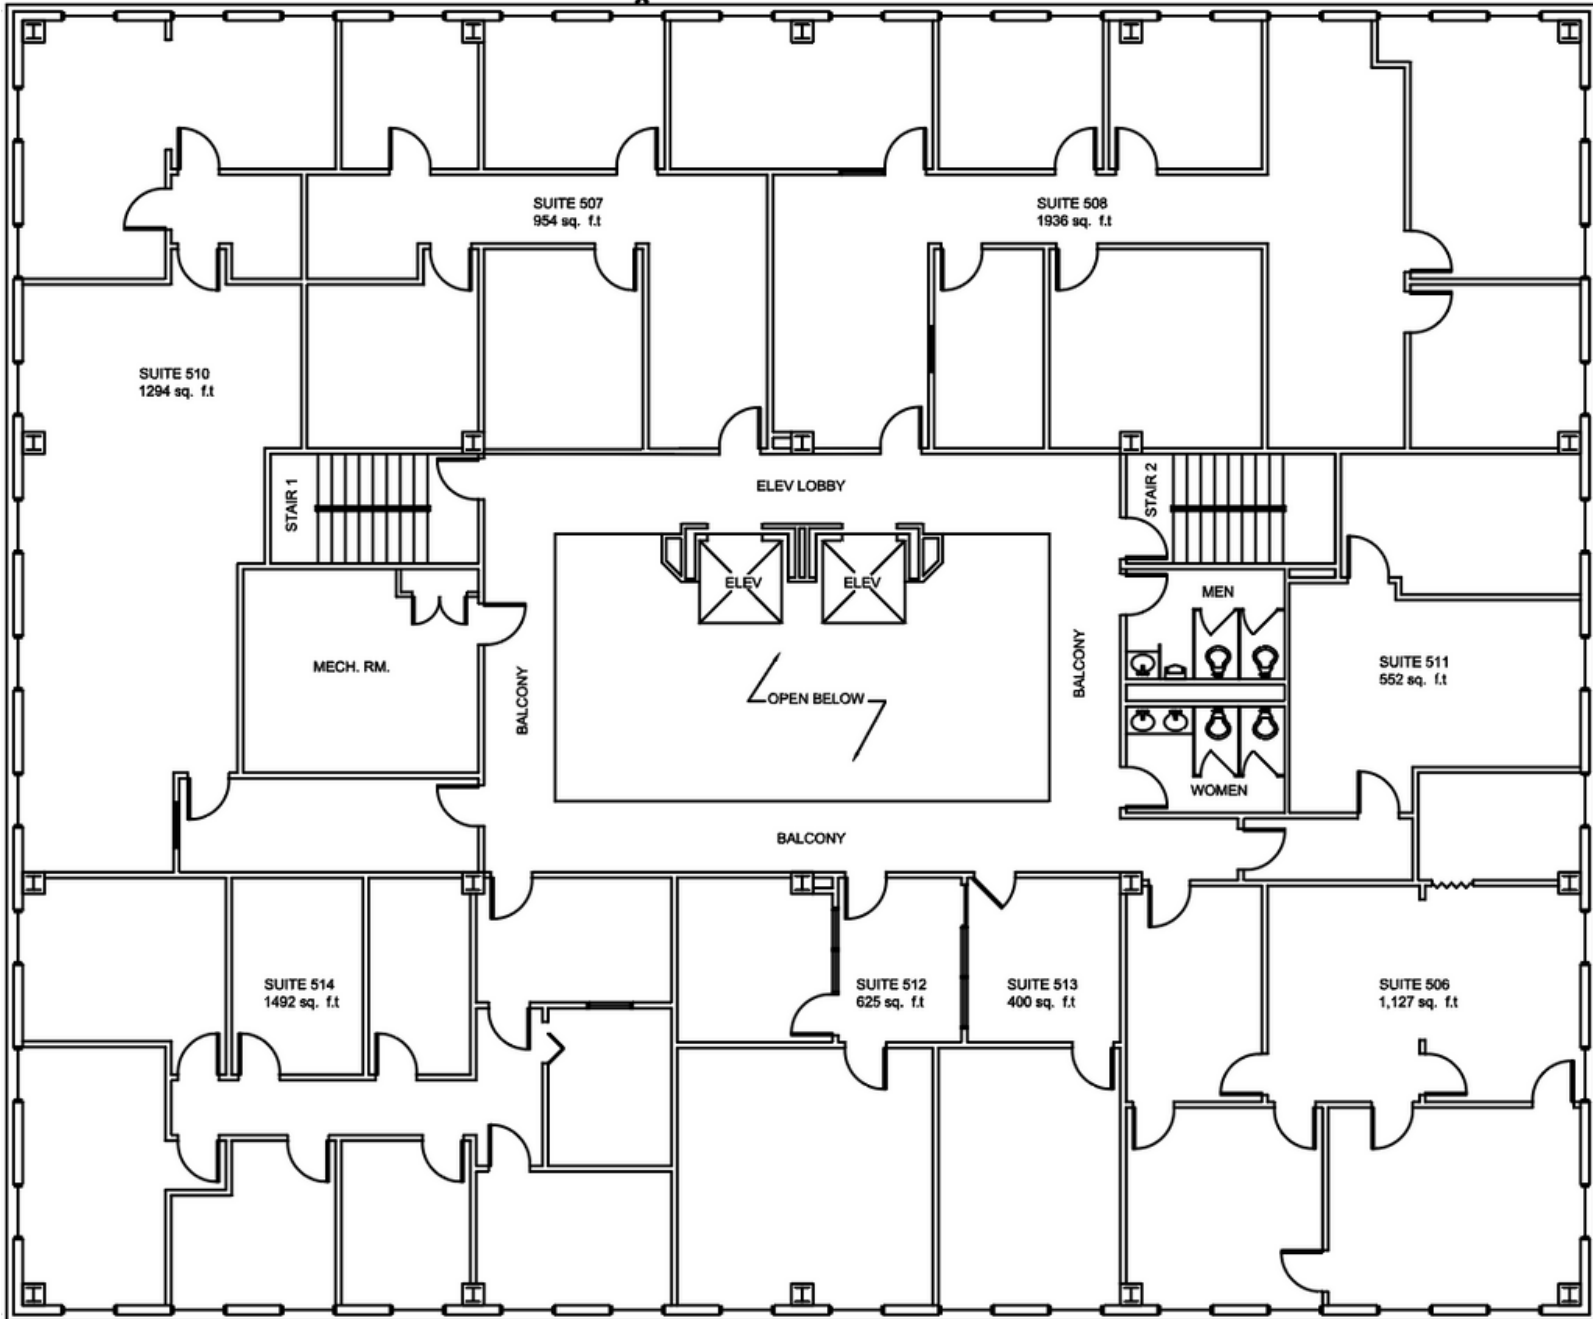 SUITE 507
954 sq. f.t
SUITE 508
1936 sq. f.t
SUITE 510
1294 sq. f.t
STAIR 1
ELEV LOBBY
STAIR 2
ELEV
ELEV
MEN
MECH. RM.
BALCONY
OPEN BELOW
BALCONY
SUITE 511
552 sq. f.t
WOMEN
BALCONY
SUITE 514
1492 sq. f.t
SUITE 512
625 sq. f.t
SUITE 513
400 sq. f.t
SUITE 506
1,127 sq. f.t